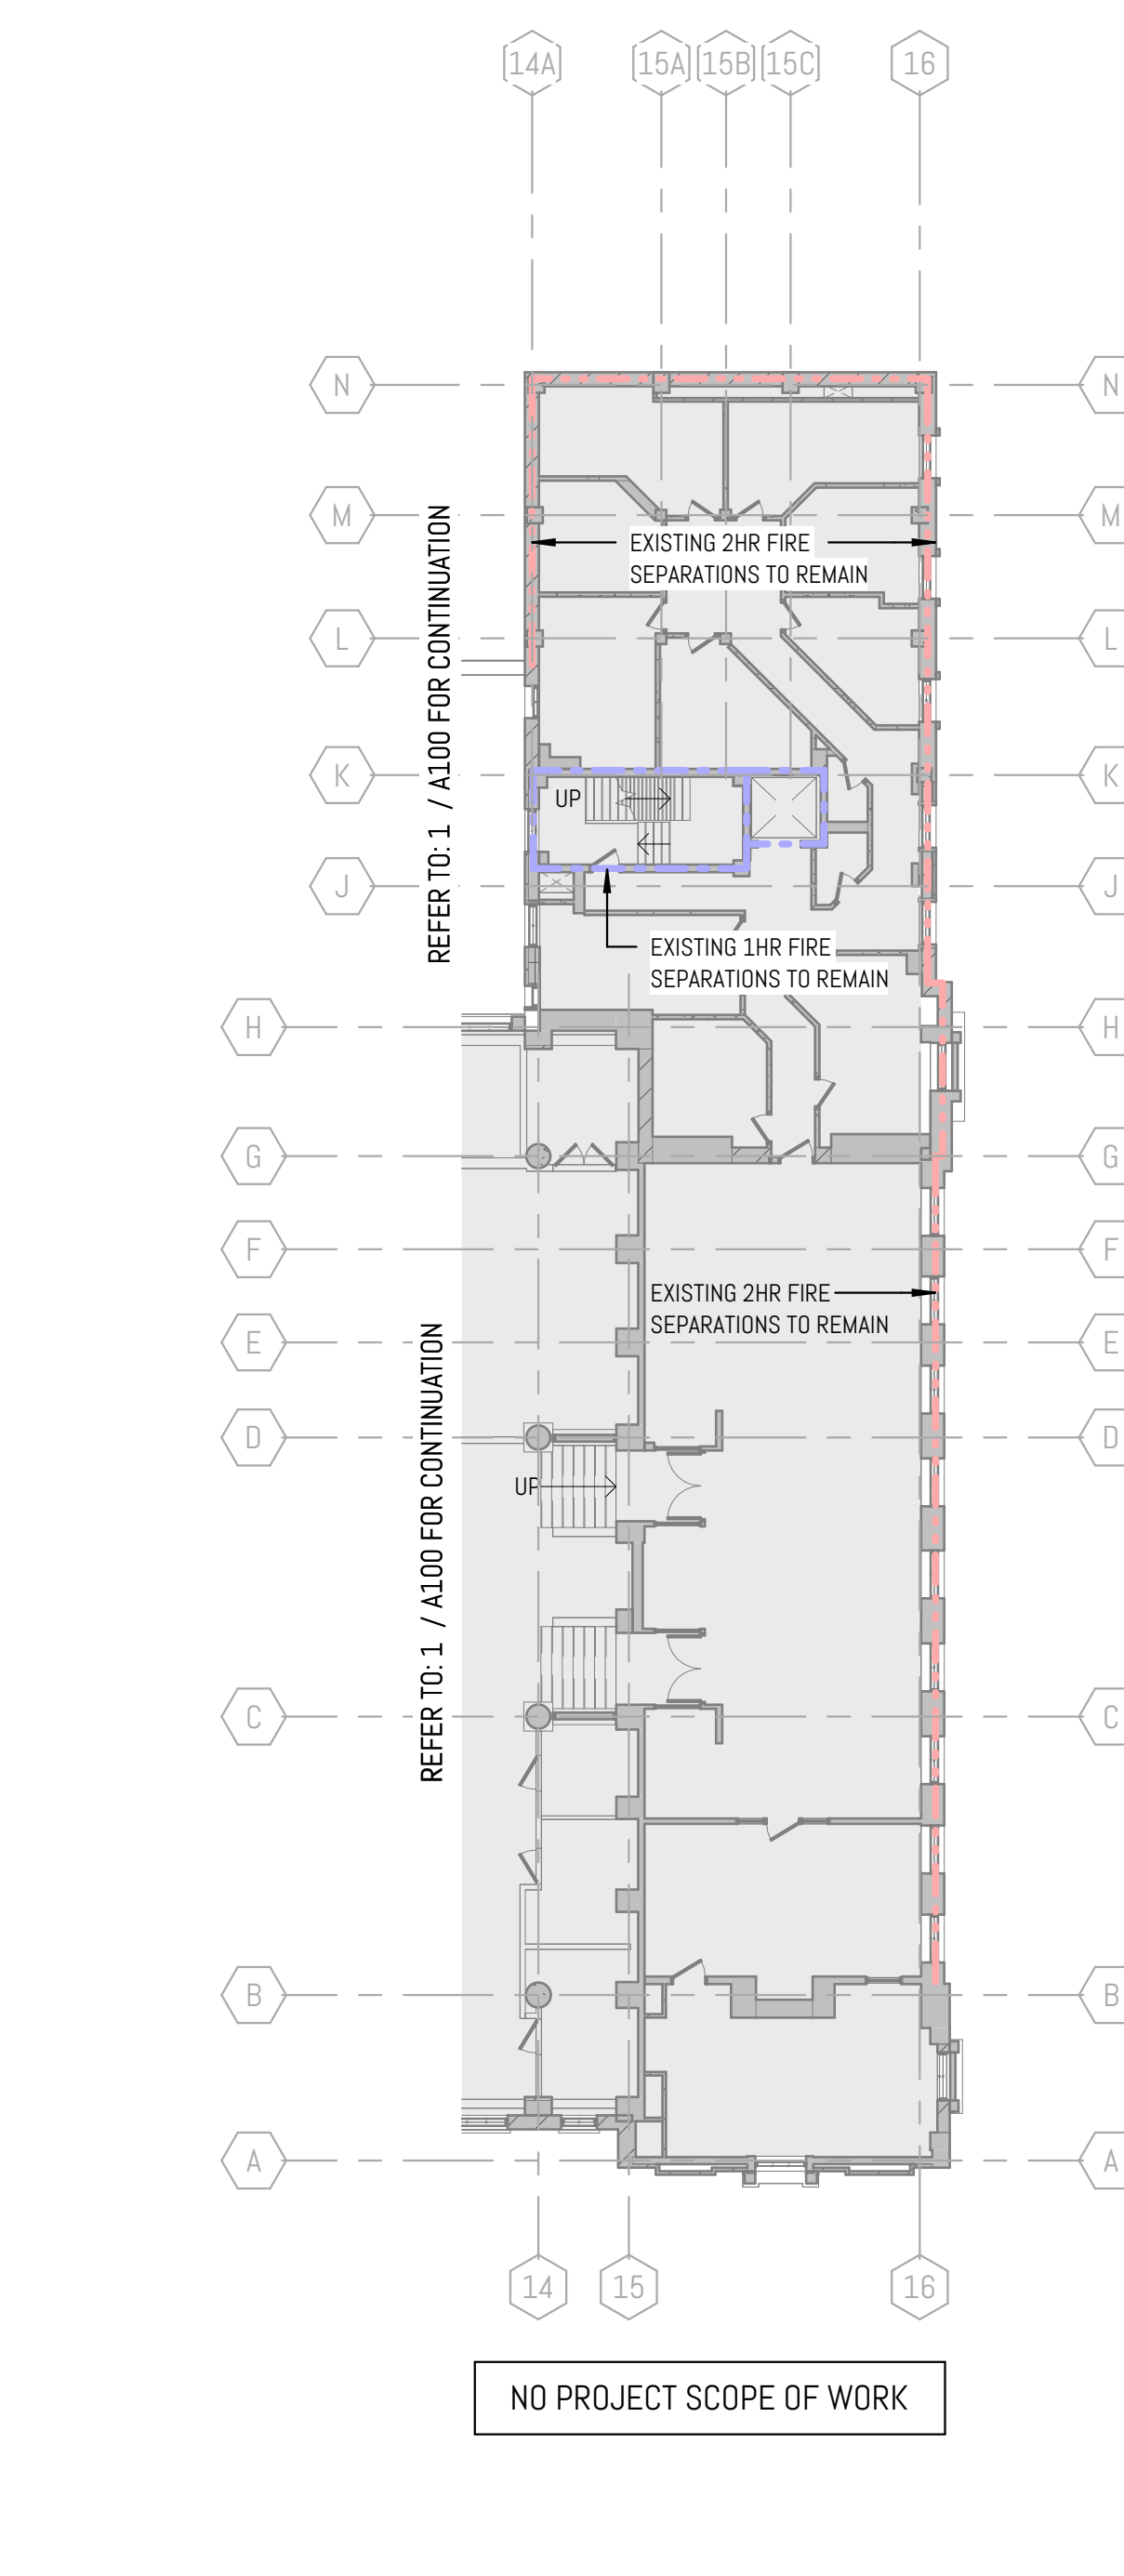 14A 15A 15B 15C 16
N N
M M
EXISTING 2HR FIRE
SEPARATIONS TO REMAIN
REFER TO: 1 / A100 FOR CONTINUATION
L L
K K
UP
J J
EXISTING 1HR FIRE
SEPARATIONS TO REMAIN
H H
G G
F F
EXISTING 2HR FIRE
SEPARATIONS TO REMAIN
E E
REFER TO: 1 / A100 FOR CONTINUATION
D D
UP
C C
B B
A A
14 15 16
NO PROJECT SCOPE OF WORK